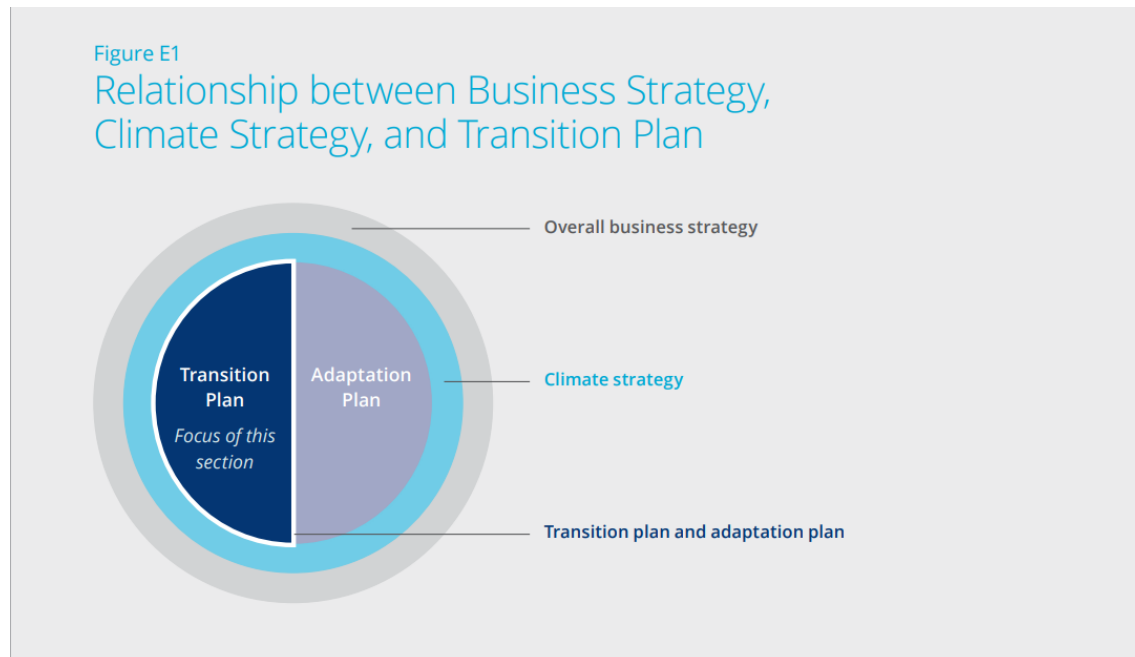 Figure E1
Relationship between Business Strategy,
Climate Strategy, and Transition Plan
Overall business strategy
Transition
Plan
Focus of this
section
Adaptation
Plan
Climate strategy
Transition plan and adaptation plan